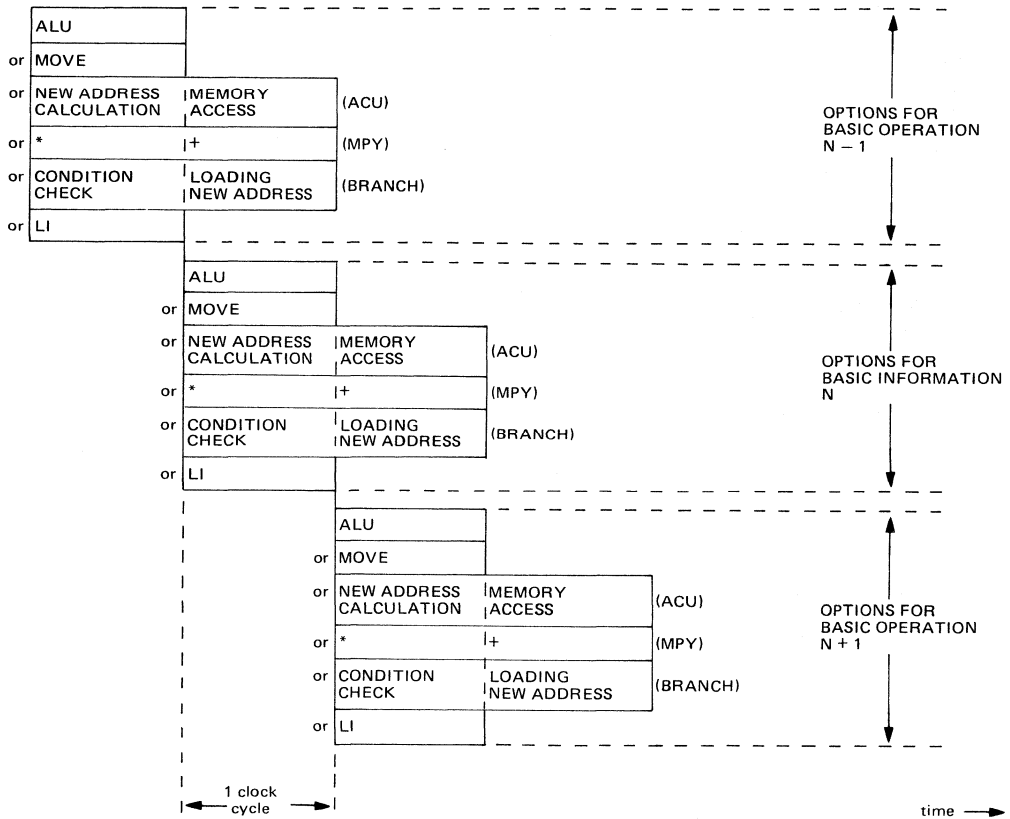 ALU
or MOVE
or NEW ADDRESS CALCULATION MEMORY ACCESS (ACU)
or * + (MPY)
or CONDITION CHECK LOADING NEW ADDRESS (BRANCH)
or LI
OPTIONS FOR
BASIC OPERATION
N – 1
ALU
or MOVE
or NEW ADDRESS CALCULATION MEMORY ACCESS (ACU)
or * + (MPY)
or CONDITION CHECK LOADING NEW ADDRESS (BRANCH)
or LI
OPTIONS FOR
BASIC INFORMATION
N
ALU
or MOVE
or NEW ADDRESS CALCULATION MEMORY ACCESS (ACU)
or * + (MPY)
or CONDITION CHECK LOADING NEW ADDRESS (BRANCH)
or LI
OPTIONS FOR
BASIC OPERATION
N + 1
1 clock
cycle
time